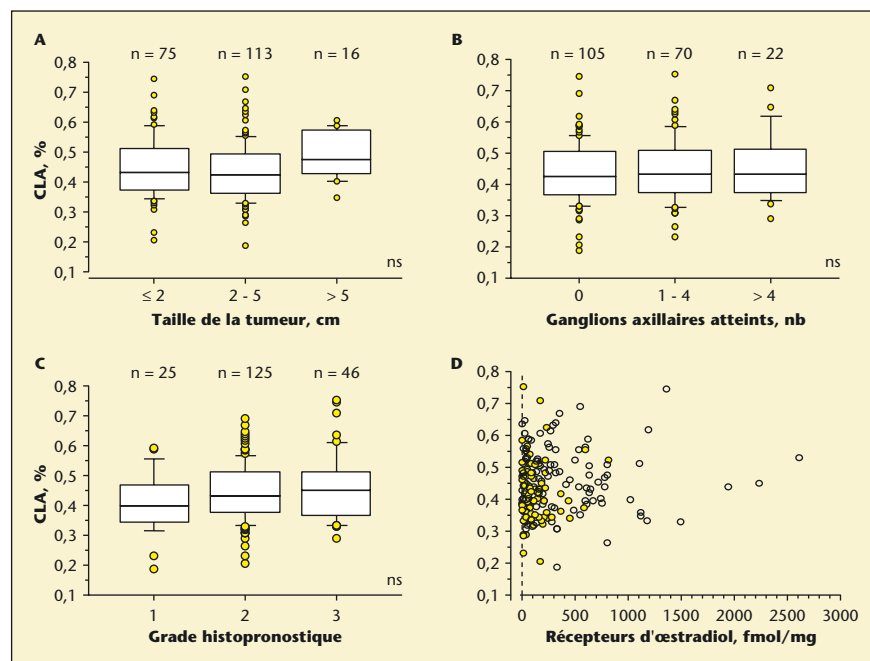 A
n = 75 n = 113 n = 16
0,8
0,7
0,6
0,5
0,4
0,3
0,2
0,1
CLA, %
ns
≤ 2 2 - 5 > 5
Taille de la tumeur, cm
B
n = 105 n = 70 n = 22
0,8
0,7
0,6
0,5
0,4
0,3
0,2
0,1
ns
0 1 - 4 > 4
Ganglions axillaires atteints, nb
C
n = 25 n = 125 n = 46
0,8
0,7
0,6
0,5
0,4
0,3
0,2
0,1
CLA, %
ns
1 2 3
Grade histopronostique
D
0,8
0,7
0,6
0,5
0,4
0,3
0,2
0,1
0 500 1000 1500 2000 2500 3000
Récepteurs d'œstradiol, fmol/mg